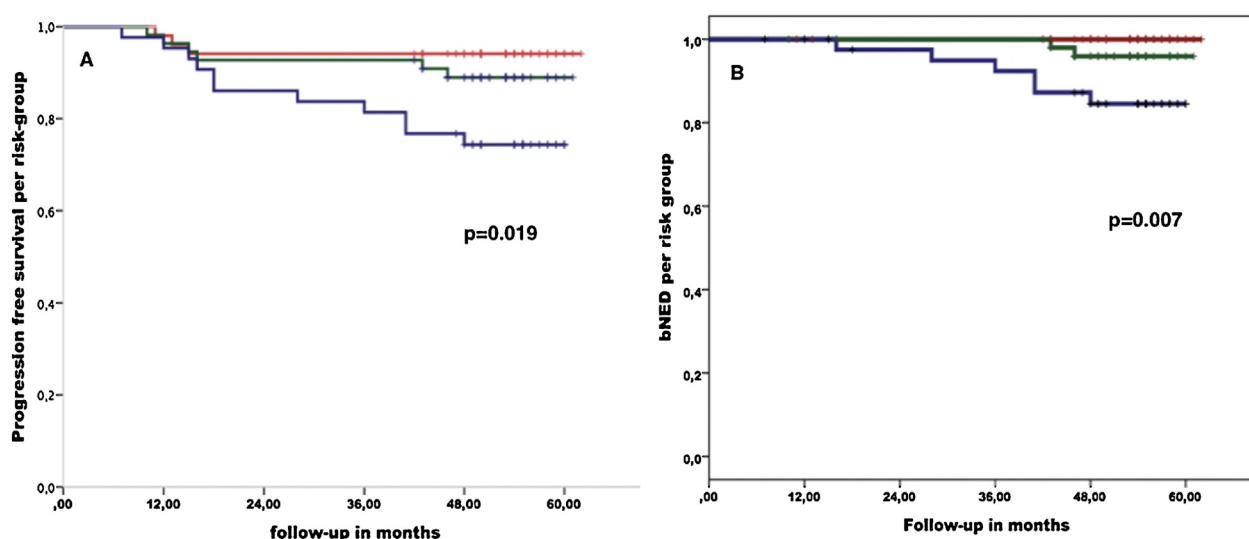 A
1,0
0,8
0,6
0,4
0,2
0,0
Progression free survival per risk-group
p=0.019
,00 12,00 24,00 36,00 48,00 60,00
follow-up in months
B
1,0
0,8
0,6
0,4
0,2
0,0
bNED per risk group
p=0.007
,00 12,00 24,00 36,00 48,00 60,00
Follow-up in months